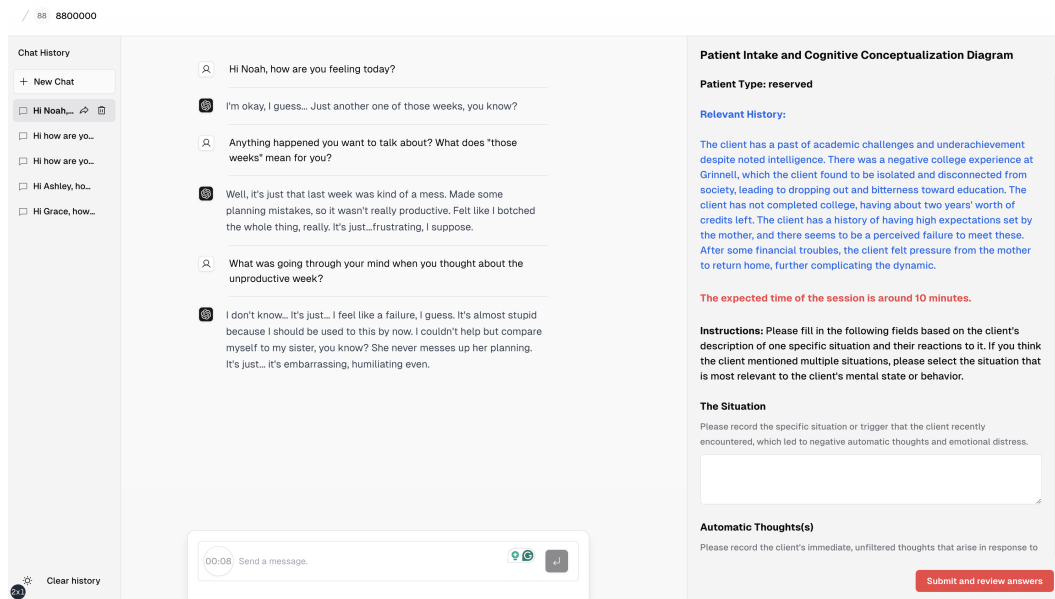 / 88 8800000
Chat History
+ New Chat
Hi Noah,...
Hi how are yo...
Hi how are yo...
Hi Ashley, ho...
Hi Grace, how...
Clear history
2x1
Hi Noah, how are you feeling today?
I'm okay, I guess... Just another one of those weeks, you know?
Anything happened you want to talk about? What does "those
weeks" mean for you?
Well, it's just that last week was kind of a mess. Made some
planning mistakes, so it wasn't really productive. Felt like I botched
the whole thing, really. It's just...frustrating, I suppose.
What was going through your mind when you thought about the
unproductive week?
I don't know... It's just... I feel like a failure, I guess. It's almost stupid
because I should be used to this by now. I couldn't help but compare
myself to my sister, you know? She never messes up her planning.
It's just... it's embarrassing, humiliating even.
00:08 Send a message.
Patient Intake and Cognitive Conceptualization Diagram
Patient Type: reserved
Relevant History:
The client has a past of academic challenges and underachievement
despite noted intelligence. There was a negative college experience at
Grinnell, which the client found to be isolated and disconnected from
society, leading to dropping out and bitterness toward education. The
client has not completed college, having about two years' worth of
credits left. The client has a history of having high expectations set by
the mother, and there seems to be a perceived failure to meet these.
After some financial troubles, the client felt pressure from the mother
to return home, further complicating the dynamic.
The expected time of the session is around 10 minutes.
Instructions: Please fill in the following fields based on the client's
description of one specific situation and their reactions to it. If you think
the client mentioned multiple situations, please select the situation that
is most relevant to the client's mental state or behavior.
The Situation
Please record the specific situation or trigger that the client recently
encountered, which led to negative automatic thoughts and emotional distress.
Automatic Thoughts(s)
Please record the client's immediate, unfiltered thoughts that arise in response to
Submit and review answers